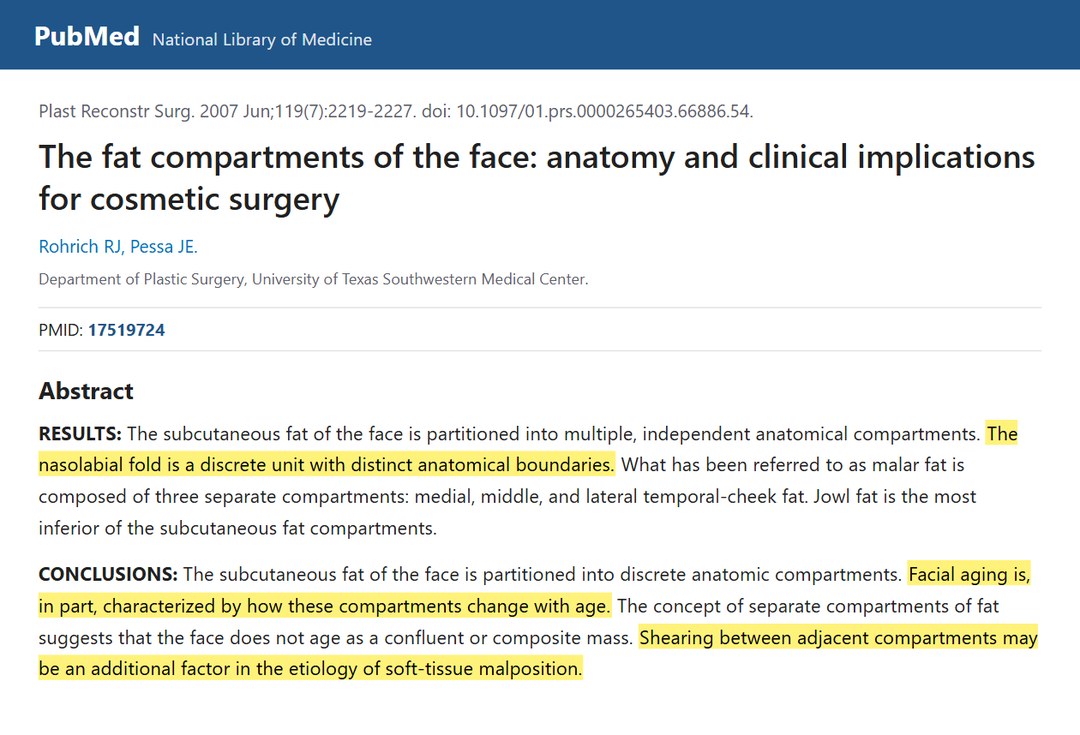 PubMed National Library of Medicine
Plast Reconstr Surg. 2007 Jun;119(7):2219-2227. doi: 10.1097/01.prs.0000265403.66886.54.
The fat compartments of the face: anatomy and clinical implications
for cosmetic surgery
Rohrich RJ, Pessa JE.
Department of Plastic Surgery, University of Texas Southwestern Medical Center.
PMID: 17519724
Abstract
RESULTS: The subcutaneous fat of the face is partitioned into multiple, independent anatomical compartments. The
nasolabial fold is a discrete unit with distinct anatomical boundaries. What has been referred to as malar fat is
composed of three separate compartments: medial, middle, and lateral temporal-cheek fat. Jowl fat is the most
inferior of the subcutaneous fat compartments.
CONCLUSIONS: The subcutaneous fat of the face is partitioned into discrete anatomic compartments. Facial aging is,
in part, characterized by how these compartments change with age. The concept of separate compartments of fat
suggests that the face does not age as a confluent or composite mass. Shearing between adjacent compartments may
be an additional factor in the etiology of soft-tissue malposition.